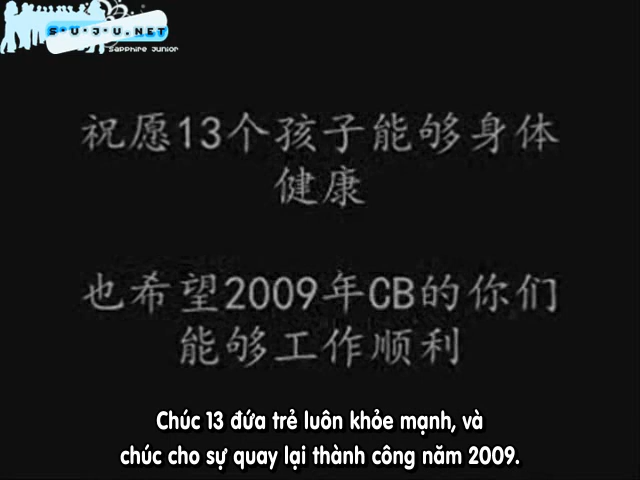 S·U·J·U.NET
Sapphire Junior
祝愿13个孩子能够身体
健康
也希望2009年CB的你们
能够工作顺利
Chúc 13 đứa trẻ luôn khỏe mạnh, và
chúc cho sự quay lại thành công năm 2009.